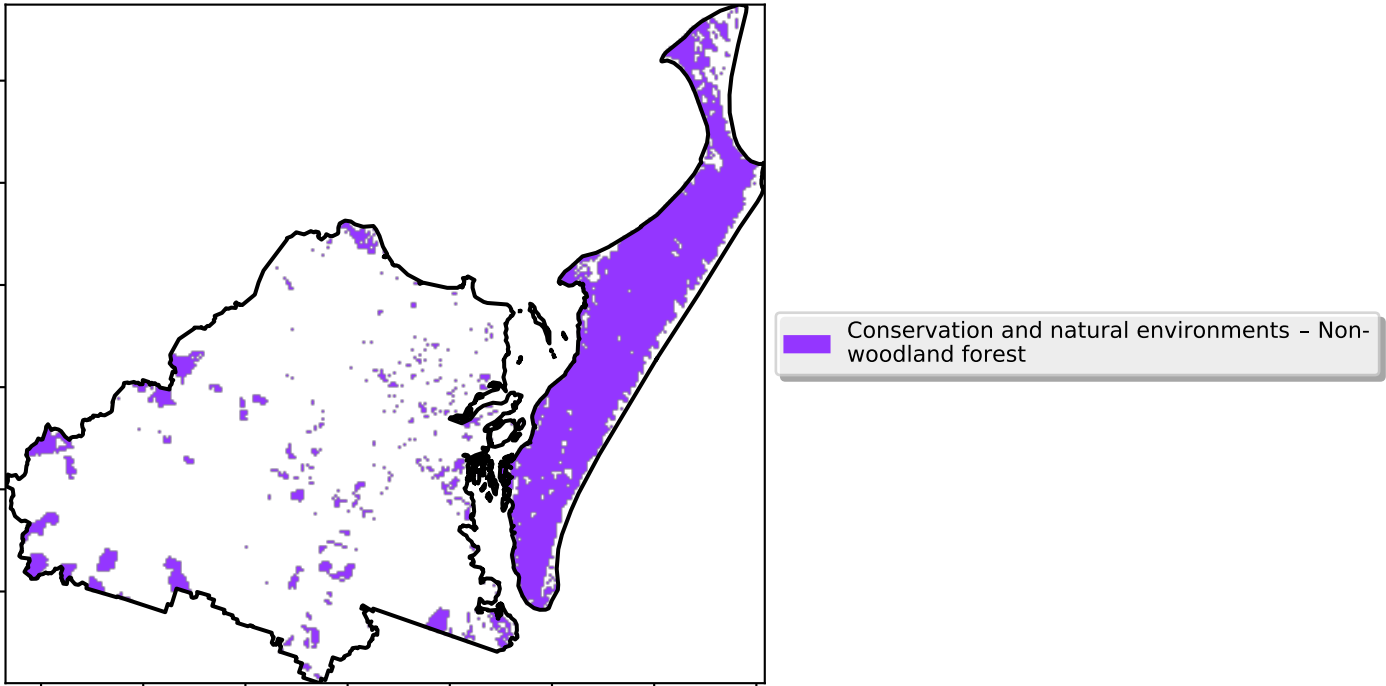 Conservation and natural environments – Non-
woodland forest